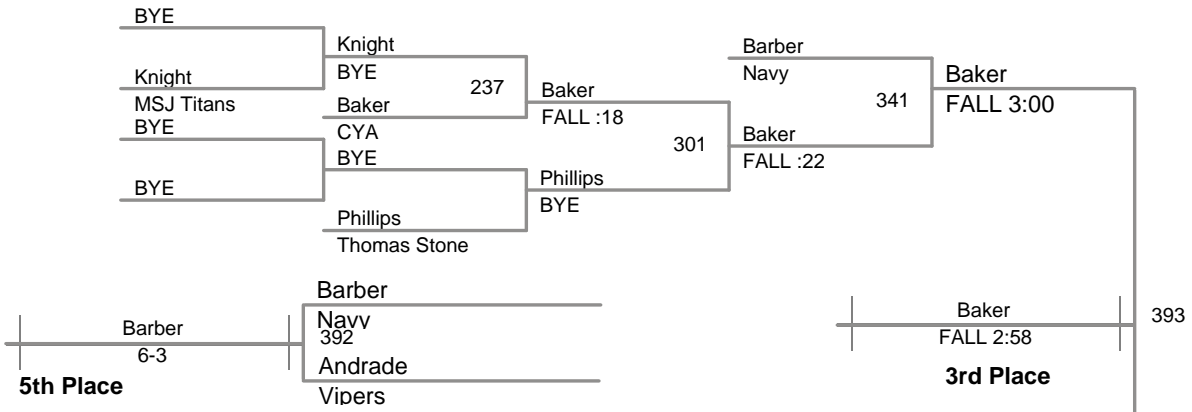 BYE
Knight
MSJ Titans
BYE
BYE
Knight
BYE
237
Baker
CYA
BYE
Phillips
Thomas Stone
Baker
FALL :18
301
Phillips
BYE
Barber
Navy
341
Baker
FALL :22
Baker
FALL 3:00
Barber
6-3
5th Place
Barber
Navy
392
Andrade
Vipers
Baker
FALL 2:58
3rd Place
393